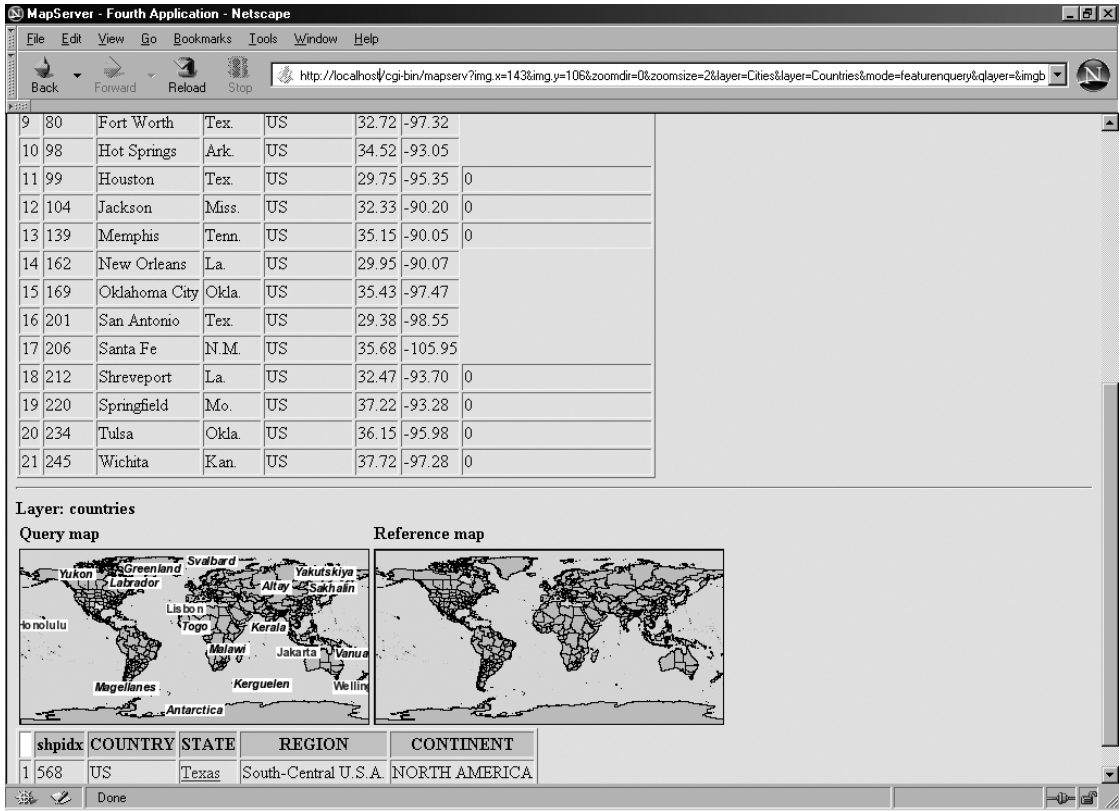 MapServer - Fourth Application - Netscape
File Edit View Go Bookmarks Tools Window Help
Back Forward Reload Stop http://localhost/cgi-bin/mapserv?img.x=143&img.y=106&zoomdir=0&zoomsize=2&layer=Cities&layer=Countries&mode=featurenquery&qlayer=&imgb
9 80 Fort Worth Tex. US 32.72 -97.32
10 98 Hot Springs Ark. US 34.52 -93.05
11 99 Houston Tex. US 29.75 -95.35 0
12 104 Jackson Miss. US 32.33 -90.20 0
13 139 Memphis Tenn. US 35.15 -90.05 0
14 162 New Orleans La. US 29.95 -90.07
15 169 Oklahoma City Okla. US 35.43 -97.47
16 201 San Antonio Tex. US 29.38 -98.55
17 206 Santa Fe N.M. US 35.68 -105.95
18 212 Shreveport La. US 32.47 -93.70 0
19 220 Springfield Mo. US 37.22 -93.28 0
20 234 Tulsa Okla. US 36.15 -95.98 0
21 245 Wichita Kan. US 37.72 -97.28 0
Layer: countries
Query map Reference map
Svalbard
Yukon Greenland Yakutskiya
Labrador Altay Sakhalin
Lisbon
Honolulu Togo Kerala
Malawi Jakarta Vanua
Magellanes Kerguelen Welling
Antarctica
shpidx COUNTRY STATE REGION CONTINENT
1 568 US Texas South-Central U.S.A. NORTH AMERICA
Done